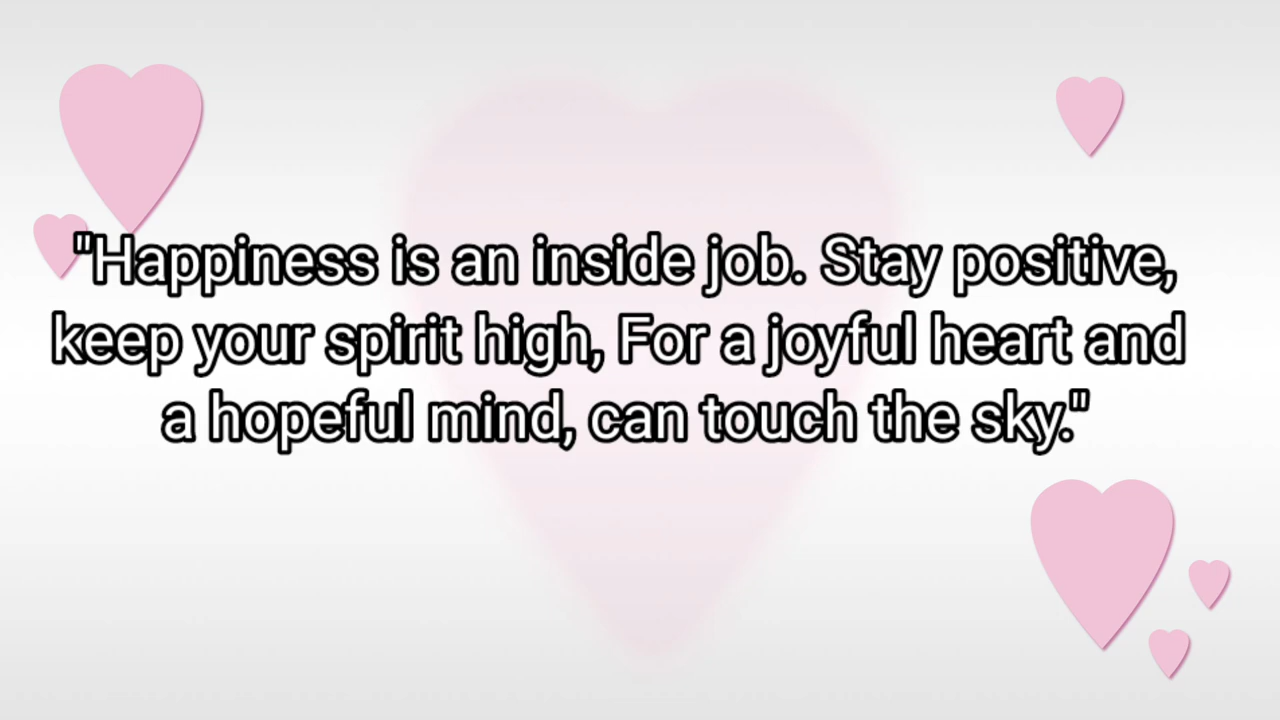 "Happiness is an inside job. Stay positive,
keep your spirit high, For a joyful heart and
a hopeful mind, can touch the sky."